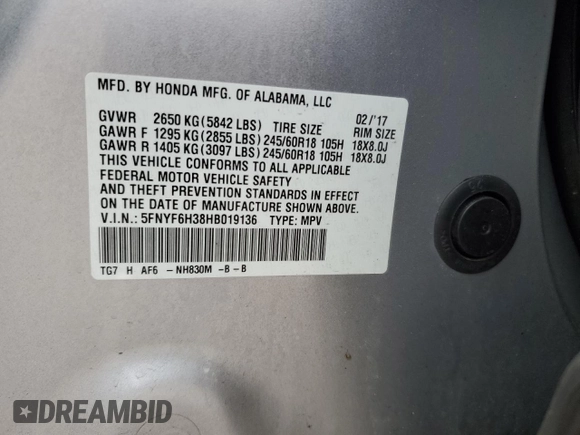 MFD. BY HONDA MFG. OF ALABAMA, LLC
GVWR 2650 KG (5842 LBS) TIRE SIZE 02/'17 RIM SIZE
GAWR F 1295 KG (2855 LBS) 245/60R18 105H 18X8.0J
GAWR R 1405 KG (3097 LBS) 245/60R18 105H 18X8.0J
THIS VEHICLE CONFORMS TO ALL APPLICABLE
FEDERAL MOTOR VEHICLE SAFETY
AND THEFT PREVENTION STANDARDS IN EFFECT
ON THE DATE OF MANUFACTURE SHOWN ABOVE.
V.I.N.: 5FNYF6H38HB019136 TYPE: MPV
TG7 H AF6 -NH830M -B -B
DREAMBID